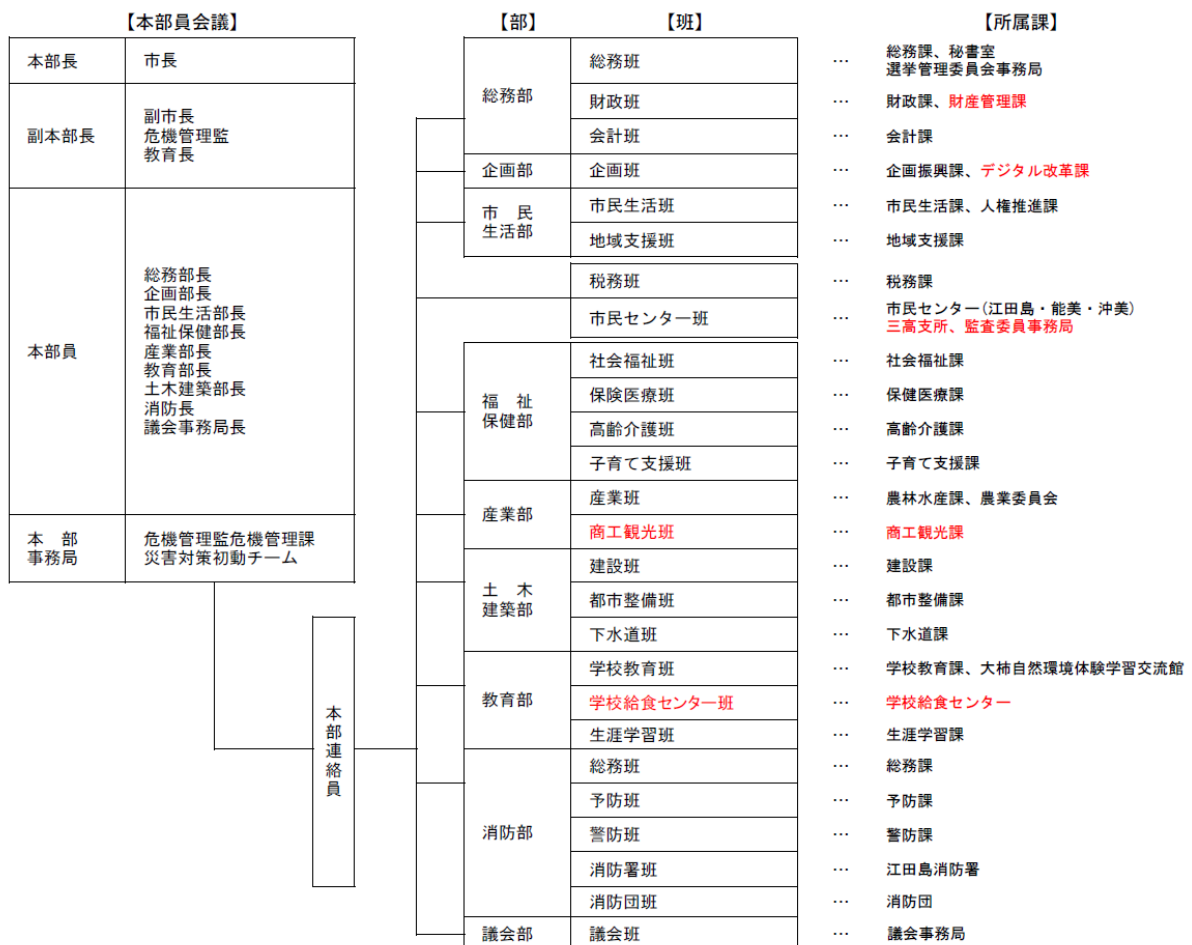 【本部員会議】
本部長 市長
副本部長 副市長
危機管理監
教育長
本部員 総務部長
企画部長
市民生活部長
福祉保健部長
産業部長
教育部長
土木建築部長
消防長
議会事務局長
本 部
事務局
危機管理監危機管理課
災害対策初動チーム
本部連絡員
【部】 【班】 【所属課】
総務部
総務班 … 総務課、秘書室
選挙管理委員会事務局
財政班 … 財政課、財産管理課
会計班 … 会計課
企画部 企画班 … 企画振興課、デジタル改革課
市 民
生活部
市民生活班 … 市民生活課、人権推進課
地域支援班 … 地域支援課
税務班 … 税務課
市民センター班 … 市民センター(江田島・能美・沖美)
三高支所、監査委員事務局
福 祉
保健部
社会福祉班 … 社会福祉課
保険医療班 … 保健医療課
高齢介護班 … 高齢介護課
子育て支援班 … 子育て支援課
産業部
産業班 … 農林水産課、農業委員会
商工観光班 … 商工観光課
土 木
建築部
建設班 … 建設課
都市整備班 … 都市整備課
下水道班 … 下水道課
教育部
学校教育班 … 学校教育課、大柿自然環境体験学習交流館
学校給食センター班 … 学校給食センター
生涯学習班 … 生涯学習課
消防部
総務班 … 総務課
予防班 … 予防課
警防班 … 警防課
消防署班 … 江田島消防署
消防団班 … 消防団
議会部 議会班 … 議会事務局